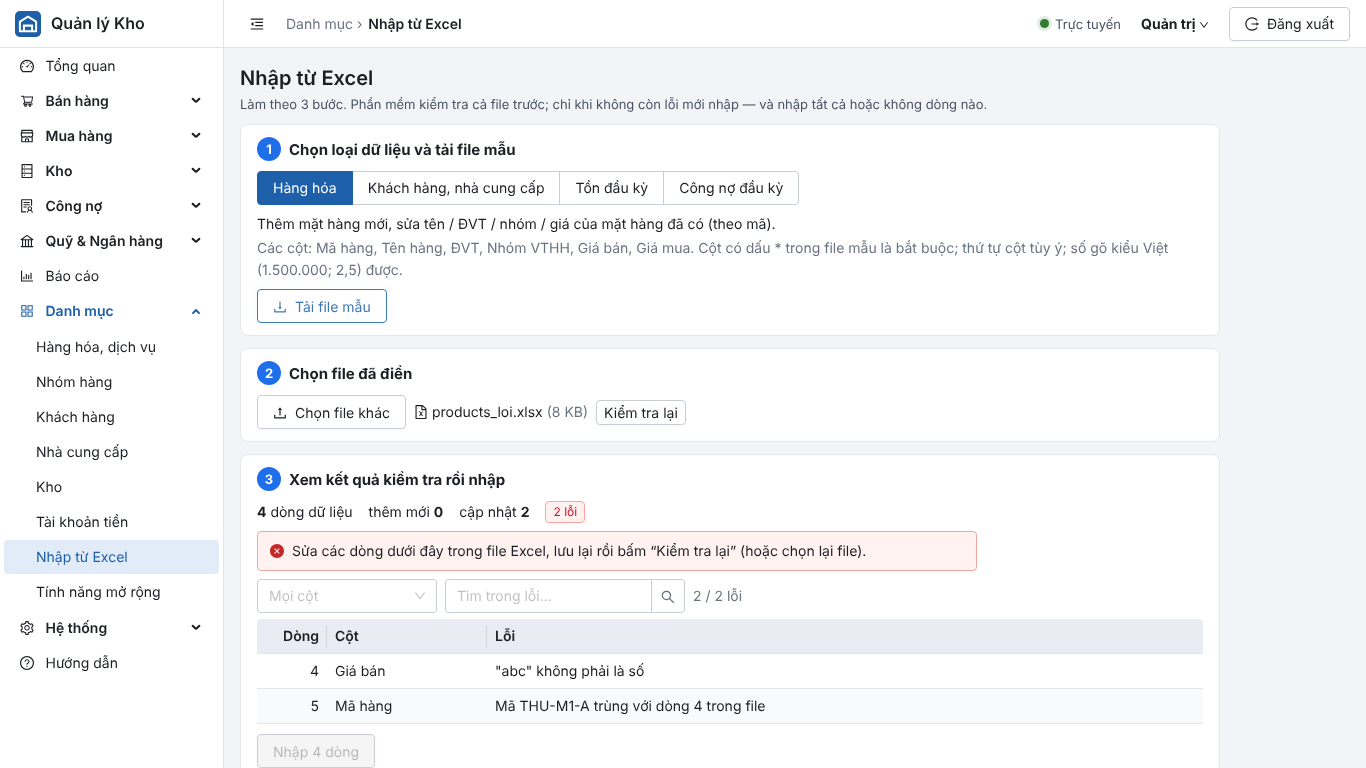 Quản lý Kho
Danh mục › Nhập từ Excel
Trực tuyến
Quản trị
Đăng xuất
Tổng quan
Bán hàng
Mua hàng
Kho
Công nợ
Quỹ & Ngân hàng
Báo cáo
Danh mục
Hàng hóa, dịch vụ
Nhóm hàng
Khách hàng
Nhà cung cấp
Kho
Tài khoản tiền
Nhập từ Excel
Tính năng mở rộng
Hệ thống
Hướng dẫn
Nhập từ Excel
Làm theo 3 bước. Phần mềm kiểm tra cả file trước; chỉ khi không còn lỗi mới nhập — và nhập tất cả hoặc không dòng nào.
1 Chọn loại dữ liệu và tải file mẫu
Hàng hóa Khách hàng, nhà cung cấp Tồn đầu kỳ Công nợ đầu kỳ
Thêm mặt hàng mới, sửa tên / ĐVT / nhóm / giá của mặt hàng đã có (theo mã).
Các cột: Mã hàng, Tên hàng, ĐVT, Nhóm VTHH, Giá bán, Giá mua. Cột có dấu * trong file mẫu là bắt buộc; thứ tự cột tùy ý; số gõ kiểu Việt
(1.500.000; 2,5) được.
Tải file mẫu
2 Chọn file đã điền
Chọn file khác products_loi.xlsx (8 KB) Kiểm tra lại
3 Xem kết quả kiểm tra rồi nhập
4 dòng dữ liệu thêm mới 0 cập nhật 2 2 lỗi
Sửa các dòng dưới đây trong file Excel, lưu lại rồi bấm “Kiểm tra lại” (hoặc chọn lại file).
Mọi cột Tìm trong lỗi... 2 / 2 lỗi
Dòng Cột Lỗi
4 Giá bán "abc" không phải là số
5 Mã hàng Mã THU-M1-A trùng với dòng 4 trong file
Nhập 4 dòng